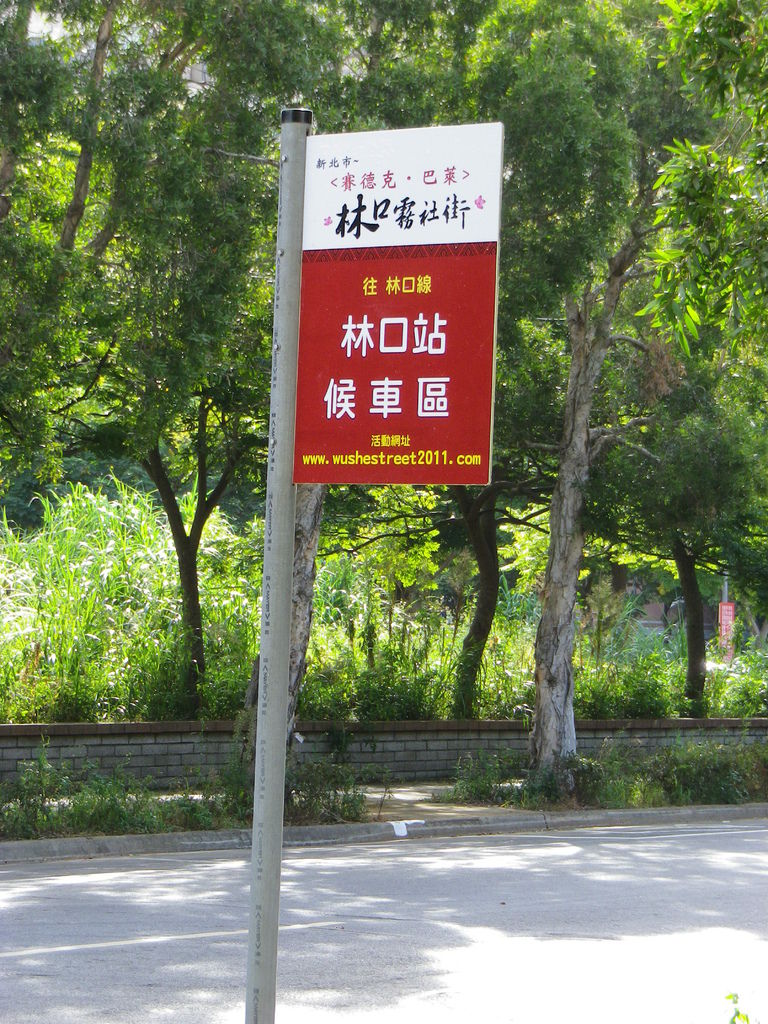 新北市~
<賽德克・巴萊>
林口霧社街
往 林口線
林口站
候車區
活動網址
www.wushestreet2011.com